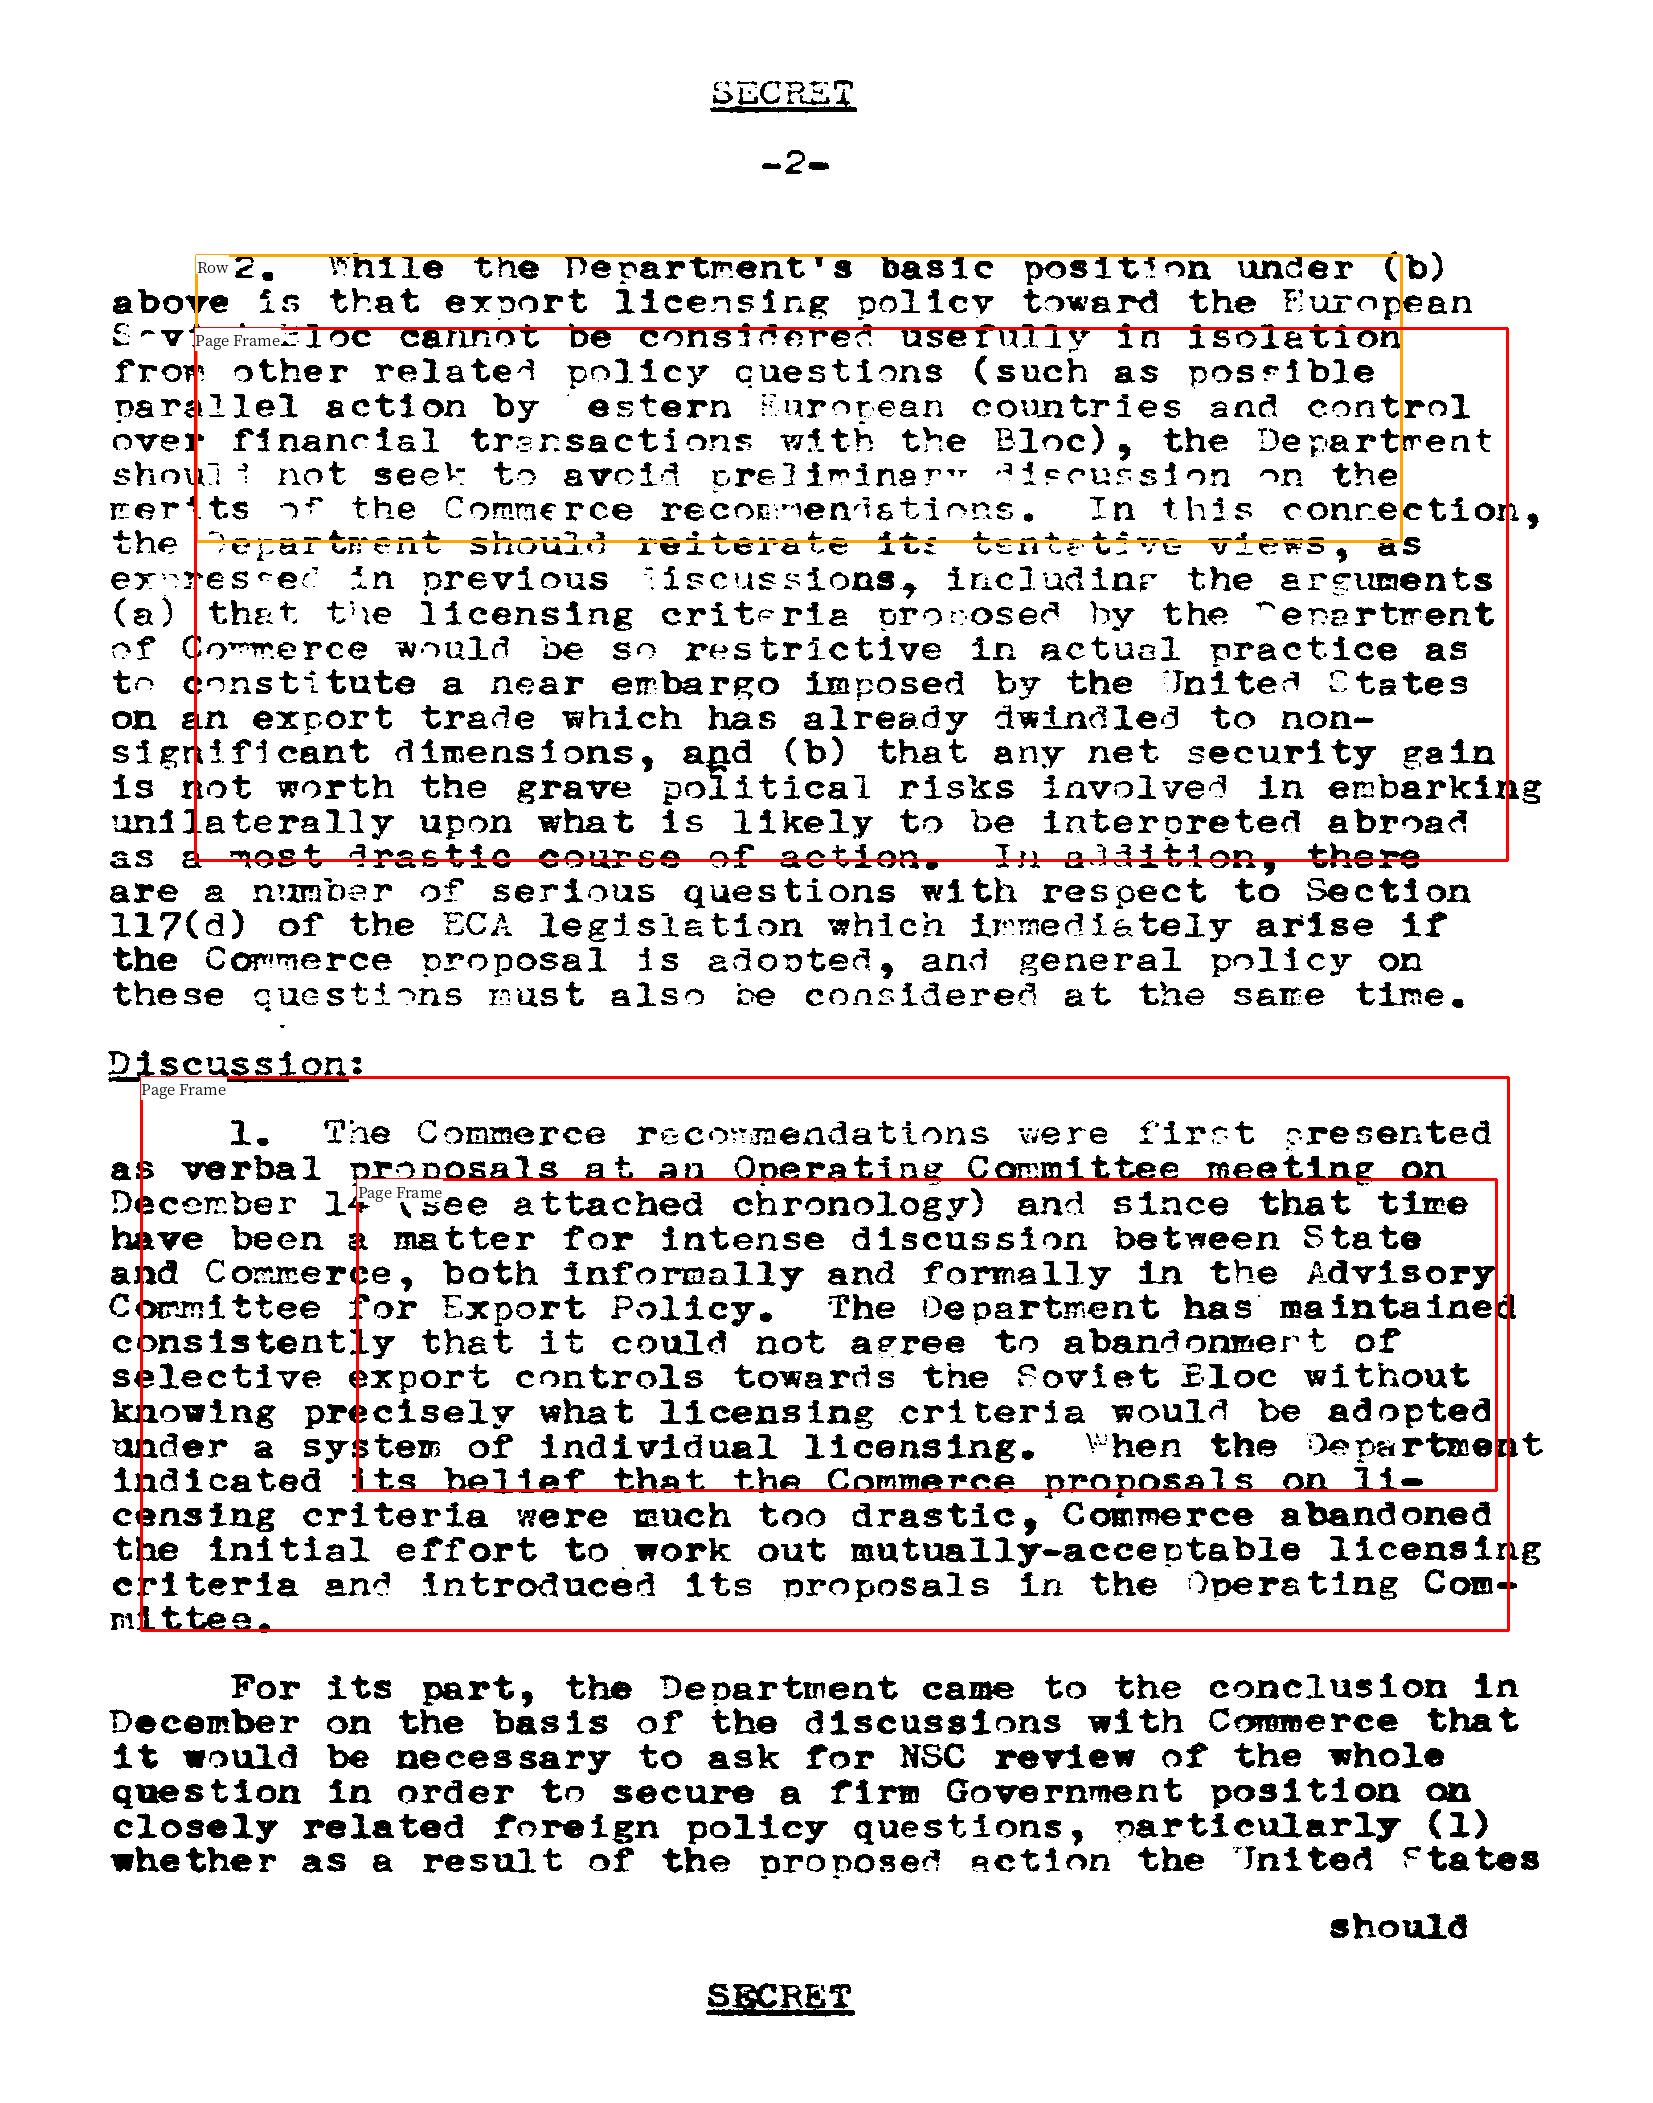 SECRET
-2-
Row 2. While the Department's basic position under (b)
above is that export licensing policy toward the European
Bloc cannot be considered usefully in isolation
Page Frame
from other related policy questions (such as possible
parallel action by estern European countries and control
over financial transactions with the Bloc), the Department
should not seek to avoid preliminary discussion on the
merits of the Commerce recommendations. In this connection,
the Department should reiterate its tentative views, as
expressed in previous discussions, including the arguments
(a) that the licensing criteria proposed by the Department
of Commerce would be so restrictive in actual practice as
to constitute a near embargo imposed by the United States
on an export trade which has already dwindled to non-
significant dimensions, and (b) that any net security gain
is not worth the grave political risks involved in embarking
unilaterally upon what is likely to be interpreted abroad
as a most drastic course of action. In addition, there
are a number of serious questions with respect to Section
117(d) of the ECA legislation which immediately arise if
the Commerce proposal is adopted, and general policy on
these questions must also be considered at the same time.
Discussion:
Page Frame
1. The Commerce recommendations were first presented
as verbal proposals at an Operating Committee meeting on
Page Frame
December 14 (see attached chronology) and since that time
have been a matter for intense discussion between State
and Commerce, both informally and formally in the Advisory
Committee for Export Policy. The Department has maintained
consistently that it could not agree to abandonment of
selective export controls towards the Soviet Bloc without
knowing precisely what licensing criteria would be adopted
under a system of individual licensing. When the Department
indicated its belief that the Commerce proposals on li-
censing criteria were much too drastic, Commerce abandoned
the initial effort to work out mutually-acceptable licensing
criteria and introduced its proposals in the Operating Com-
mittee.
For its part, the Department came to the conclusion in
December on the basis of the discussions with Commerce that
it would be necessary to ask for NSC review of the whole
question in order to secure a firm Government position on
closely related foreign policy questions, particularly (1)
whether as a result of the proposed action the United States
should
SECRET